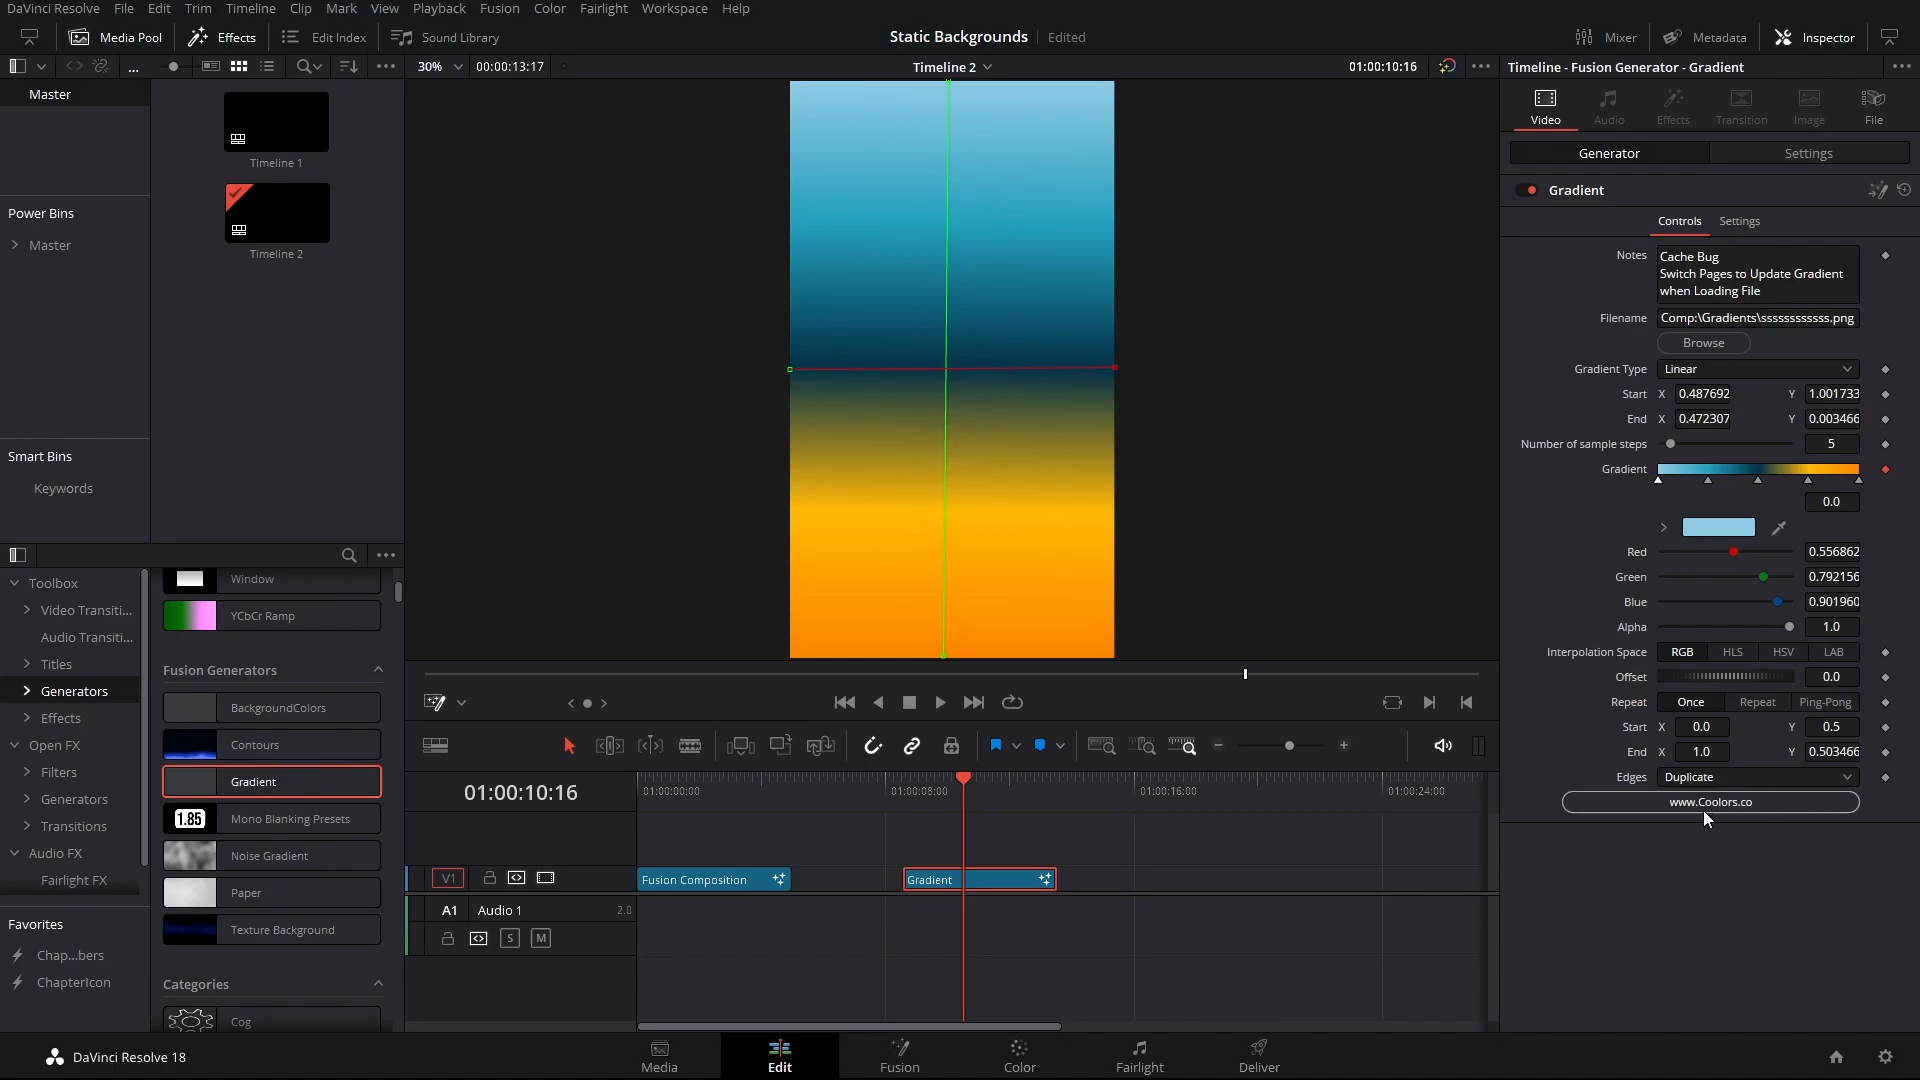 DaVinci Resolve File Edit Trim Timeline Clip Mark View Playback Fusion Color Fairlight Workspace Help
Media Pool Effects Edit Index Sound Library
Static Backgrounds Edited
Mixer Metadata Inspector
30% 00:00:13:17 Timeline 2 01:00:10:16
Timeline - Fusion Generator - Gradient
Master
Timeline 1
Timeline 2
Power Bins
Master
Smart Bins
Keywords
Video Audio Effects Transition Image File
Generator Settings
Gradient
Controls Settings
Notes
Cache Bug
Switch Pages to Update Gradient
when Loading File
Filename Comp:\Gradients\ssssssssssss.png
Browse
Gradient Type Linear
Start X 0.487692 Y 1.001733
End X 0.472307 Y 0.003466
Number of sample steps 5
Gradient
0.0
Red 0.556862
Green 0.792156
Blue 0.901960
Alpha 1.0
Interpolation Space RGB HLS HSV LAB
Offset 0.0
Repeat Once Repeat Ping-Pong
Start X 0.0 Y 0.5
End X 1.0 Y 0.503466
Edges Duplicate
www.Coolors.co
Toolbox
Video Transiti...
Audio Transiti...
Titles
Generators
Effects
Open FX
Filters
Generators
Transitions
Audio FX
Fairlight FX
Favorites
Chap...bers
ChapterIcon
Window
YCbCr Ramp
Fusion Generators
BackgroundColors
Contours
Gradient
1.85 Mono Blanking Presets
Noise Gradient
Paper
Texture Background
Categories
Cog
01:00:10:16
01:00:00:00 01:00:08:00 01:00:16:00 01:00:24:00
V1
Fusion Composition Gradient
A1 Audio 1 2.0
S M
DaVinci Resolve 18
Media Edit Fusion Color Fairlight Deliver